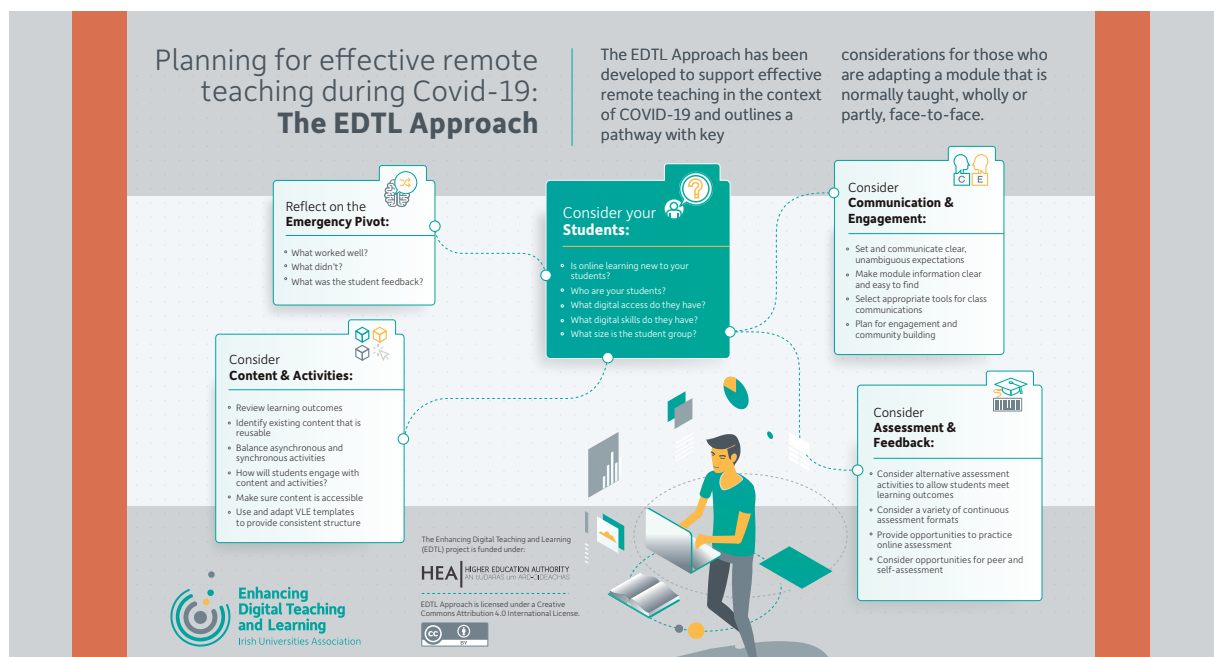 Planning for effective remote
teaching during Covid-19:
The EDTL Approach
The EDTL Approach has been
developed to support effective
remote teaching in the context
of COVID-19 and outlines a
pathway with key
considerations for those who
are adapting a module that is
normally taught, wholly or
partly, face-to-face.
Reflect on the
Emergency Pivot:
What worked well?
What didn't?
What was the student feedback?
Consider your
Students:
Is online learning new to your
students?
Who are your students?
What digital access do they have?
What digital skills do they have?
What size is the student group?
C E
Consider
Communication &
Engagement:
Set and communicate clear,
unambiguous expectations
Make module information clear
and easy to find
Select appropriate tools for class
communications
Plan for engagement and
community building
Consider
Content & Activities:
Review learning outcomes
Identify existing content that is
reusable
Balance asynchronous and
synchronous activities
How will students engage with
content and activities?
Make sure content is accessible
Use and adapt VLE templates
to provide consistent structure
Consider
Assessment &
Feedback:
Consider alternative assessment
activities to allow students meet
learning outcomes
Consider a variety of continuous
assessment formats
Provide opportunities to practice
online assessment
Consider opportunities for peer and
self-assessment
Enhancing
Digital Teaching
and Learning
Irish Universities Association
The Enhancing Digital Teaching and Learning
(EDTL) project is funded under:
HEA HIGHER EDUCATION AUTHORITY
AN tÚDARÁS um ARD-OIDEACHAS
EDTL Approach is licensed under a Creative
Commons Attribution 4.0 International License.
cc
BY